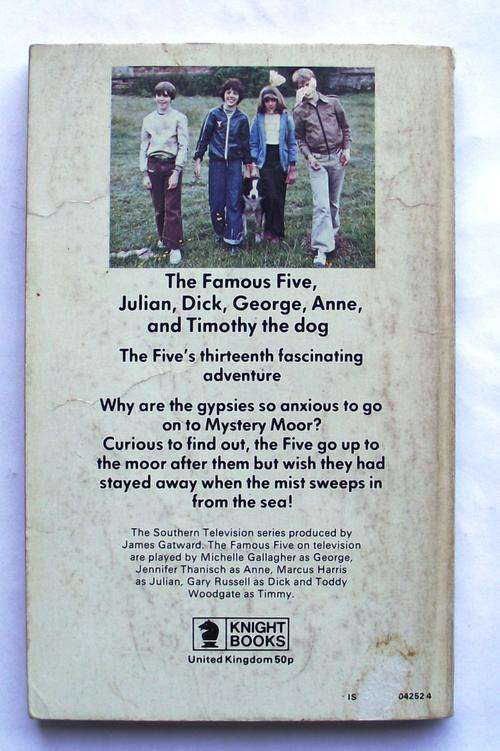 The Famous Five,
Julian, Dick, George, Anne,
and Timothy the dog
The Five's thirteenth fascinating
adventure
Why are the gypsies so anxious to go
on to Mystery Moor?
Curious to find out, the Five go up to
the moor after them but wish they had
stayed away when the mist sweeps in
from the sea!
The Southern Television series produced by
James Gatward. The Famous Five on television
are played by Michelle Gallagher as George,
Jennifer Thanisch as Anne, Marcus Harris
as Julian, Gary Russell as Dick and Toddy
Woodgate as Timmy.
KNIGHT
BOOKS
United Kingdom 50p
IS 04252 4